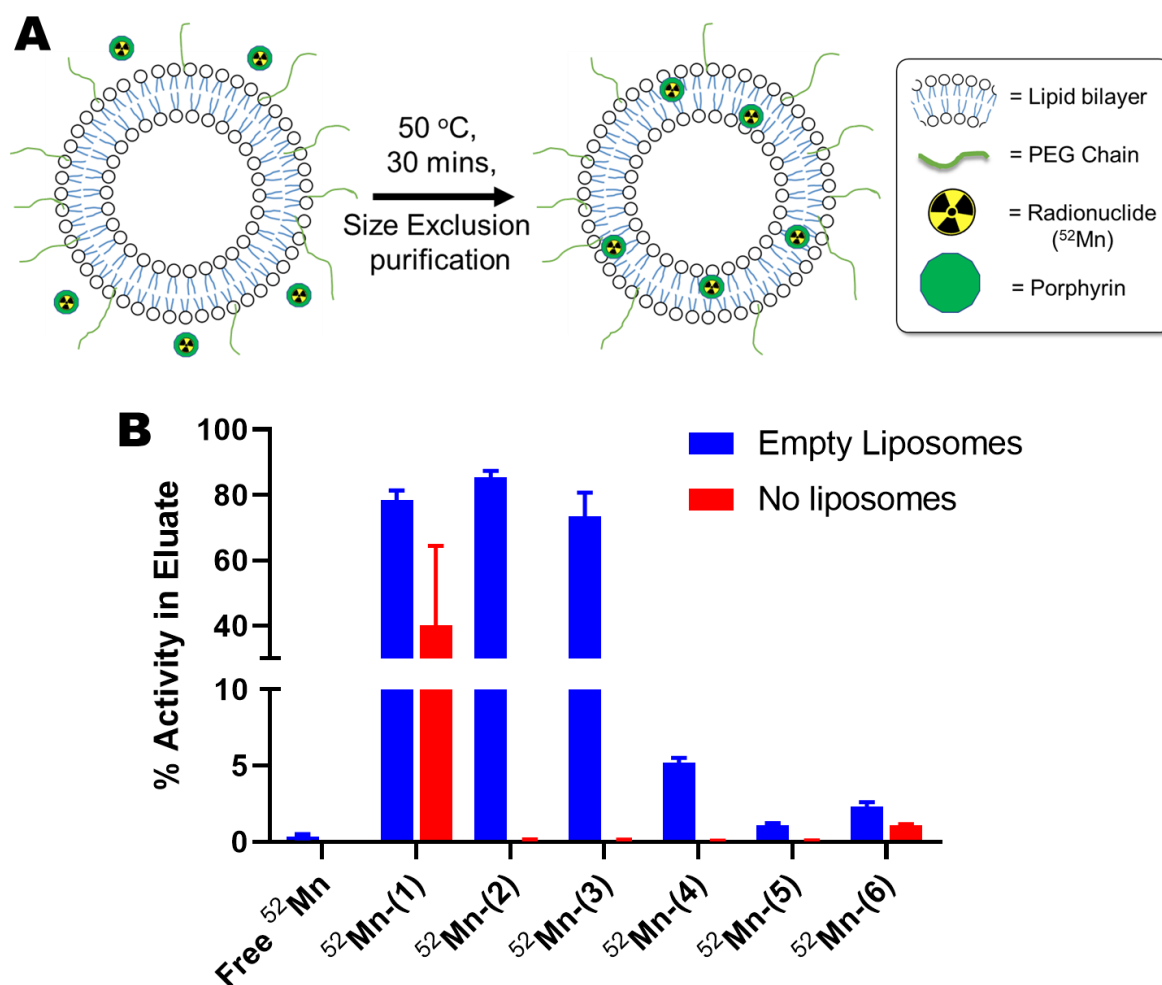 A
50 °C,
30 mins,
Size Exclusion
purification
= Lipid bilayer
= PEG Chain
= Radionuclide
(⁵²Mn)
= Porphyrin
B
% Activity in Eluate
100
80
60
40
10
5
0
Empty Liposomes
No liposomes
Free ⁵²Mn
⁵²Mn-(1)
⁵²Mn-(2)
⁵²Mn-(3)
⁵²Mn-(4)
⁵²Mn-(5)
⁵²Mn-(6)